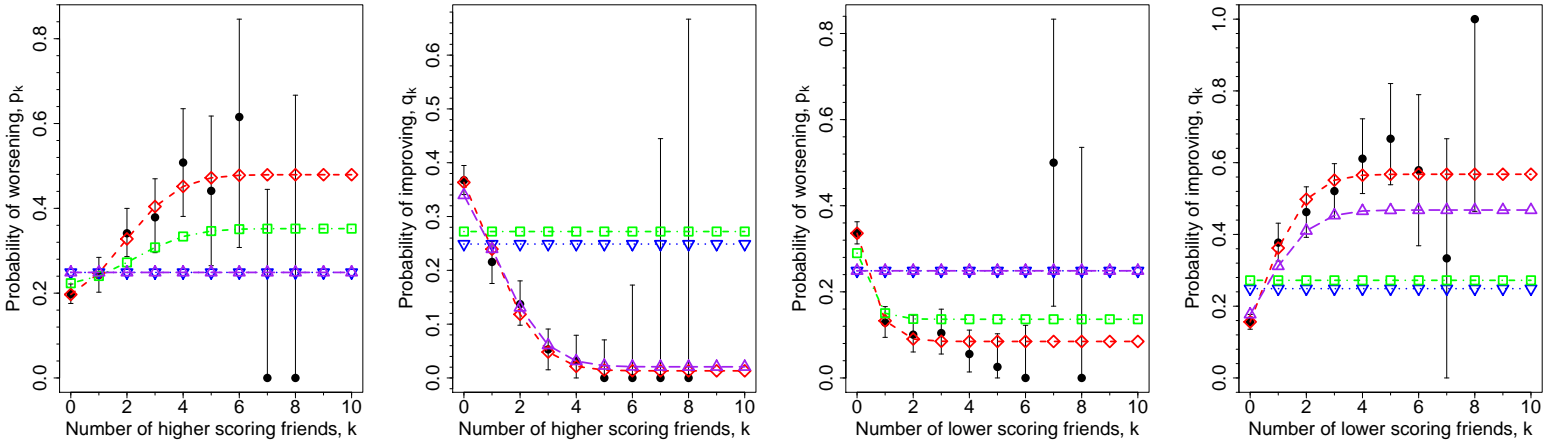 Probability of worsening, p_k
0.0 0.2 0.4 0.6 0.8
0 2 4 6 8 10
Number of higher scoring friends, k
Probability of improving, q_k
0.0 0.1 0.2 0.3 0.4 0.5 0.6
0 2 4 6 8 10
Number of higher scoring friends, k
Probability of worsening, p_k
0.0 0.2 0.4 0.6 0.8
0 2 4 6 8 10
Number of lower scoring friends, k
Probability of improving, q_k
0.0 0.2 0.4 0.6 0.8 1.0
0 2 4 6 8 10
Number of lower scoring friends, k